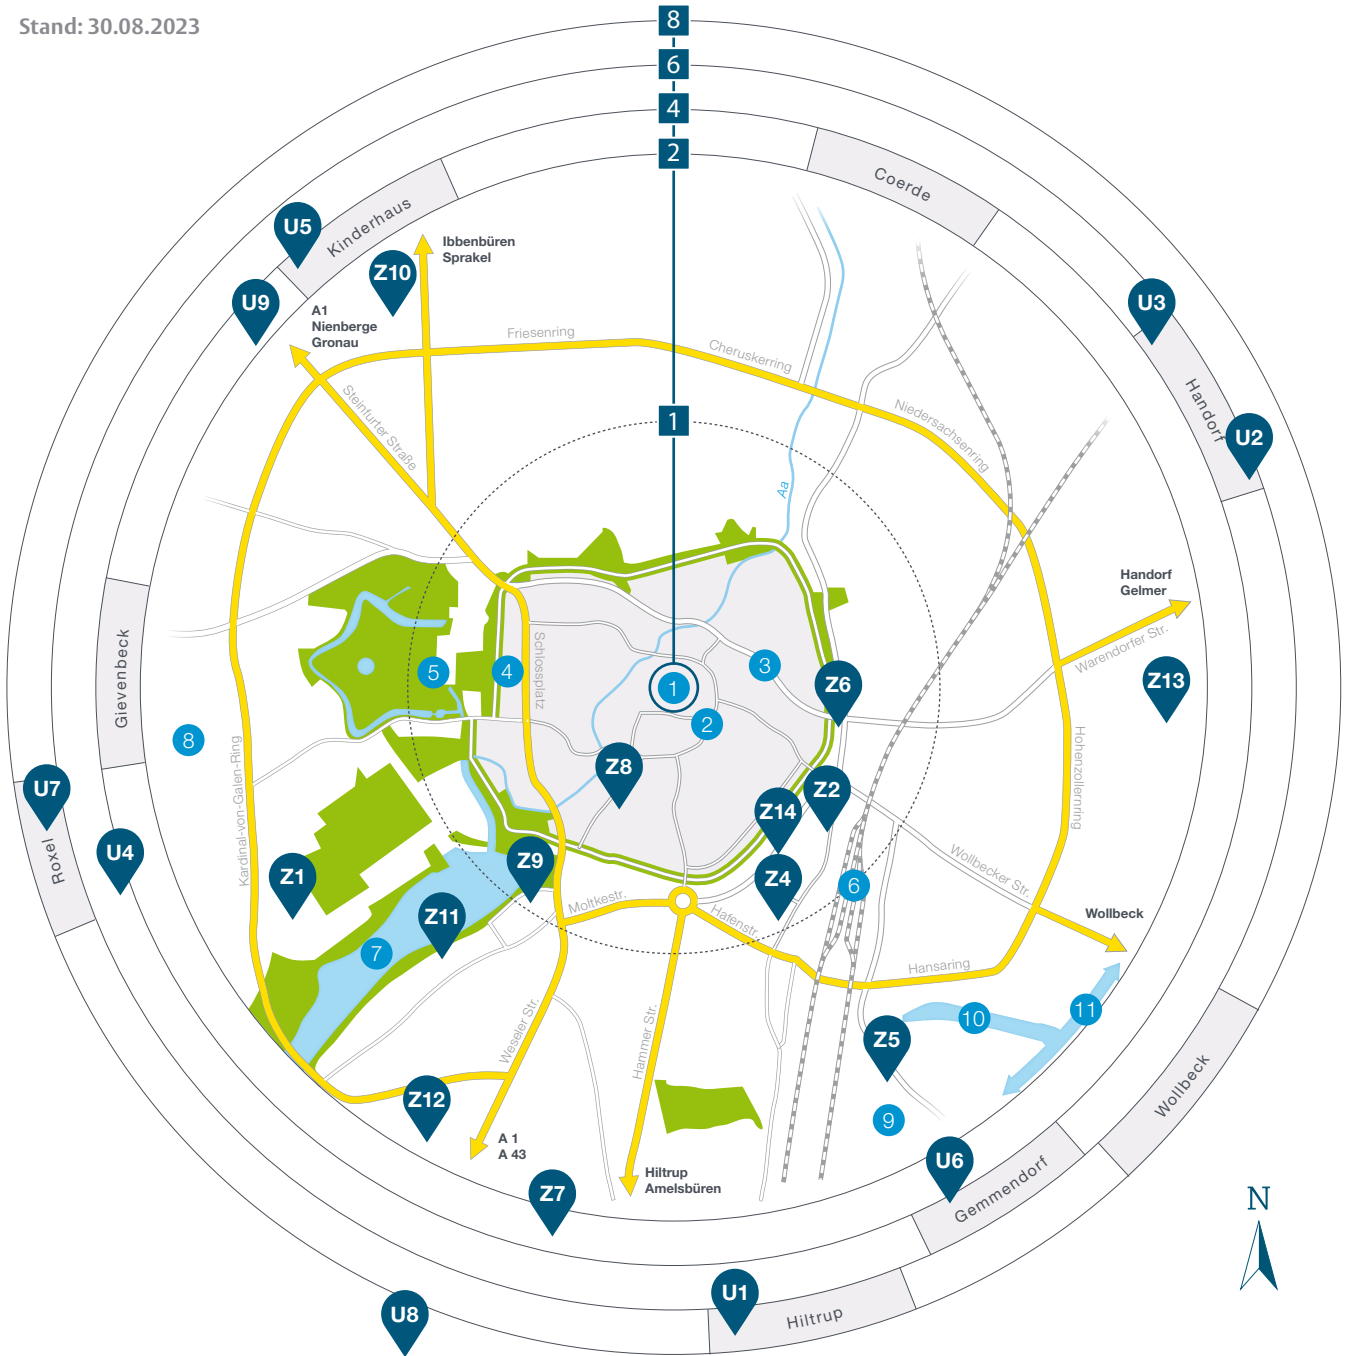 Stand: 30.08.2023
8
6
4
2
Coerde
Kinderhaus
U5
Ibbenbüren
Sprakel
Z10
U9
U3
A1
Nienberge
Gronau
Friesenring
Cheruskerring
Handorf
Steinfurter Straße
Niedersachsenring
1
U2
Aa
Handorf
Gelmer
Warendorfer Str.
Schlossplatz
Gievenbeck
3
5
4
Z6
Z13
1
2
8
Kardinal-von-Galen-Ring
Hohenzollernring
Z8
U7
Z2
Z14
Roxel
U4
Z9
Wollbecker Str.
Z1
Z4
6
Moltkestr.
Hafenstr.
Z11
Wollbeck
7
Hansaring
10
11
Weseler Str.
Hammer Str.
Z5
Wollbeck
Z12
9
A 1
A 43
U6
Hiltrup
Amelsbüren
Gemmendorf
Z7
N
U1
U8
Hiltrup